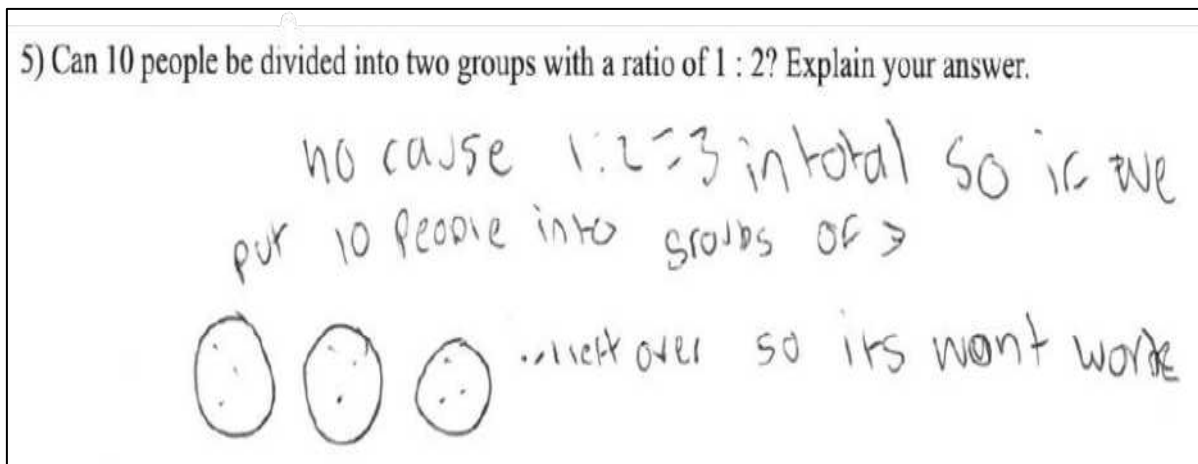 5) Can 10 people be divided into two groups with a ratio of 1 : 2? Explain your answer.
no cause 1:2=3 in total so if we
put 10 people into groups of 3
1 left over so its wont work